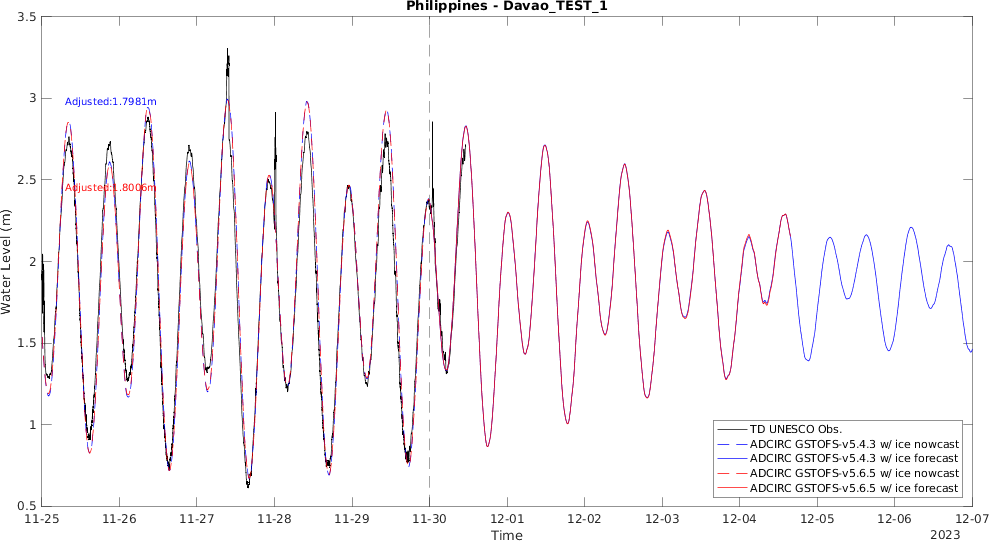 Philippines - Davao_TEST_1
3.5
3
2.5
2
1.5
1
0.5
Water Level (m)
Adjusted:1.7981m
Adjusted:1.8006m
TD UNESCO Obs.
ADCIRC GSTOFS-v5.4.3 w/ ice nowcast
ADCIRC GSTOFS-v5.4.3 w/ ice forecast
ADCIRC GSTOFS-v5.6.5 w/ ice nowcast
ADCIRC GSTOFS-v5.6.5 w/ ice forecast
11-25 11-26 11-27 11-28 11-29 11-30 12-01 12-02 12-03 12-04 12-05 12-06 12-07
Time
2023